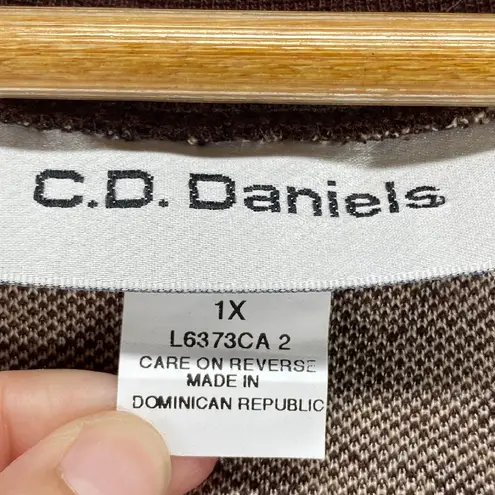 C.D. Daniels
1X
L6373CA 2
CARE ON REVERSE
MADE IN
DOMINICAN REPUBLIC